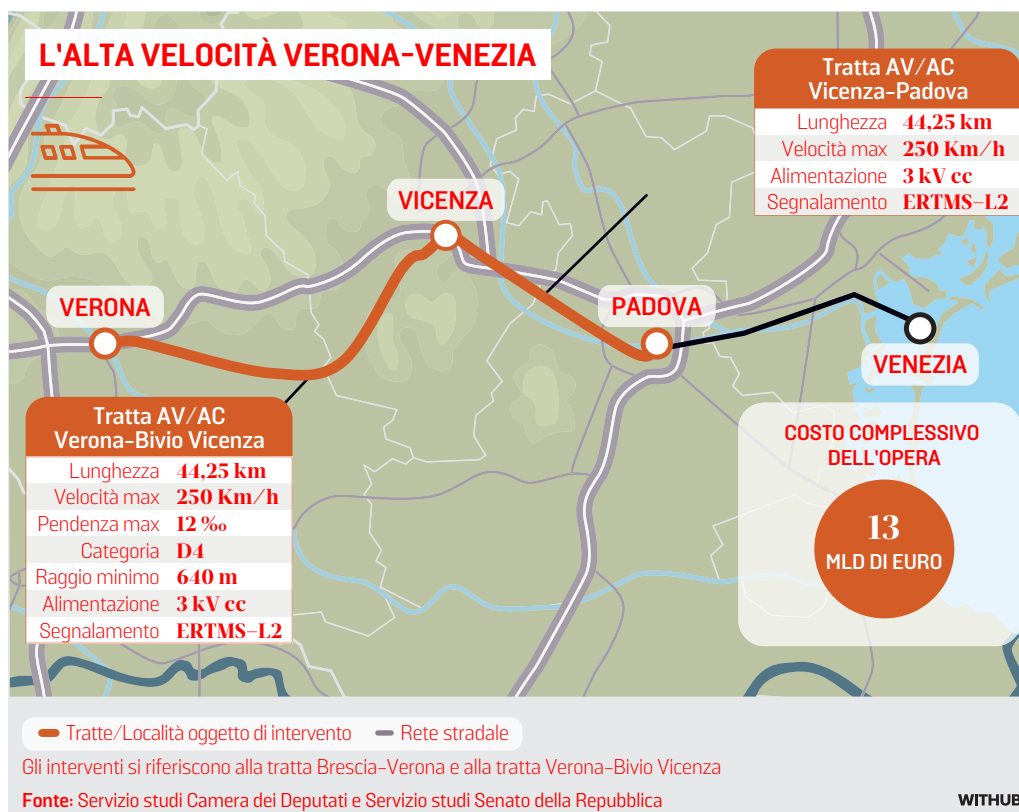 L'ALTA VELOCITÀ VERONA-VENEZIA
Tratta AV/AC
Vicenza-Padova
Lunghezza 44,25 km
Velocità max 250 Km/h
Alimentazione 3 kV cc
Segnalamento ERTMS-L2
VICENZA
VERONA
PADOVA
VENEZIA
Tratta AV/AC
Verona-Bivio Vicenza
Lunghezza 44,25 km
Velocità max 250 Km/h
Pendenza max 12 ‰
Categoria D4
Raggio minimo 640 m
Alimentazione 3 kV cc
Segnalamento ERTMS-L2
COSTO COMPLESSIVO
DELL'OPERA
13
MLD DI EURO
Tratte/Località oggetto di intervento Rete stradale
Gli interventi si riferiscono alla tratta Brescia-Verona e alla tratta Verona-Bivio Vicenza
Fonte: Servizio studi Camera dei Deputati e Servizio studi Senato della Repubblica
WITHUB